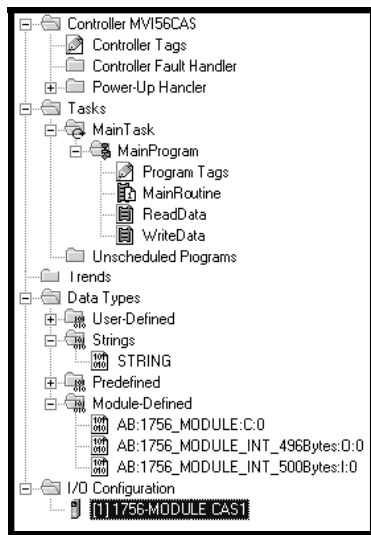 Controller MVI56CAS
Controller Tags
Controller Fault Handler
Power-Up Handler
Tasks
MainTask
MainProgram
Program Tags
MainRoutine
ReadData
WriteData
Unscheduled Programs
Trends
Data Types
User-Defined
Strings
STRING
Predefined
Module-Defined
AB:1756_MODULE:C:0
AB:1756_MODULE_INT_496Bytes:O:0
AB:1756_MODULE_INT_500Bytes:I:0
I/O Configuration
[1] 1756-MODULE CAS1